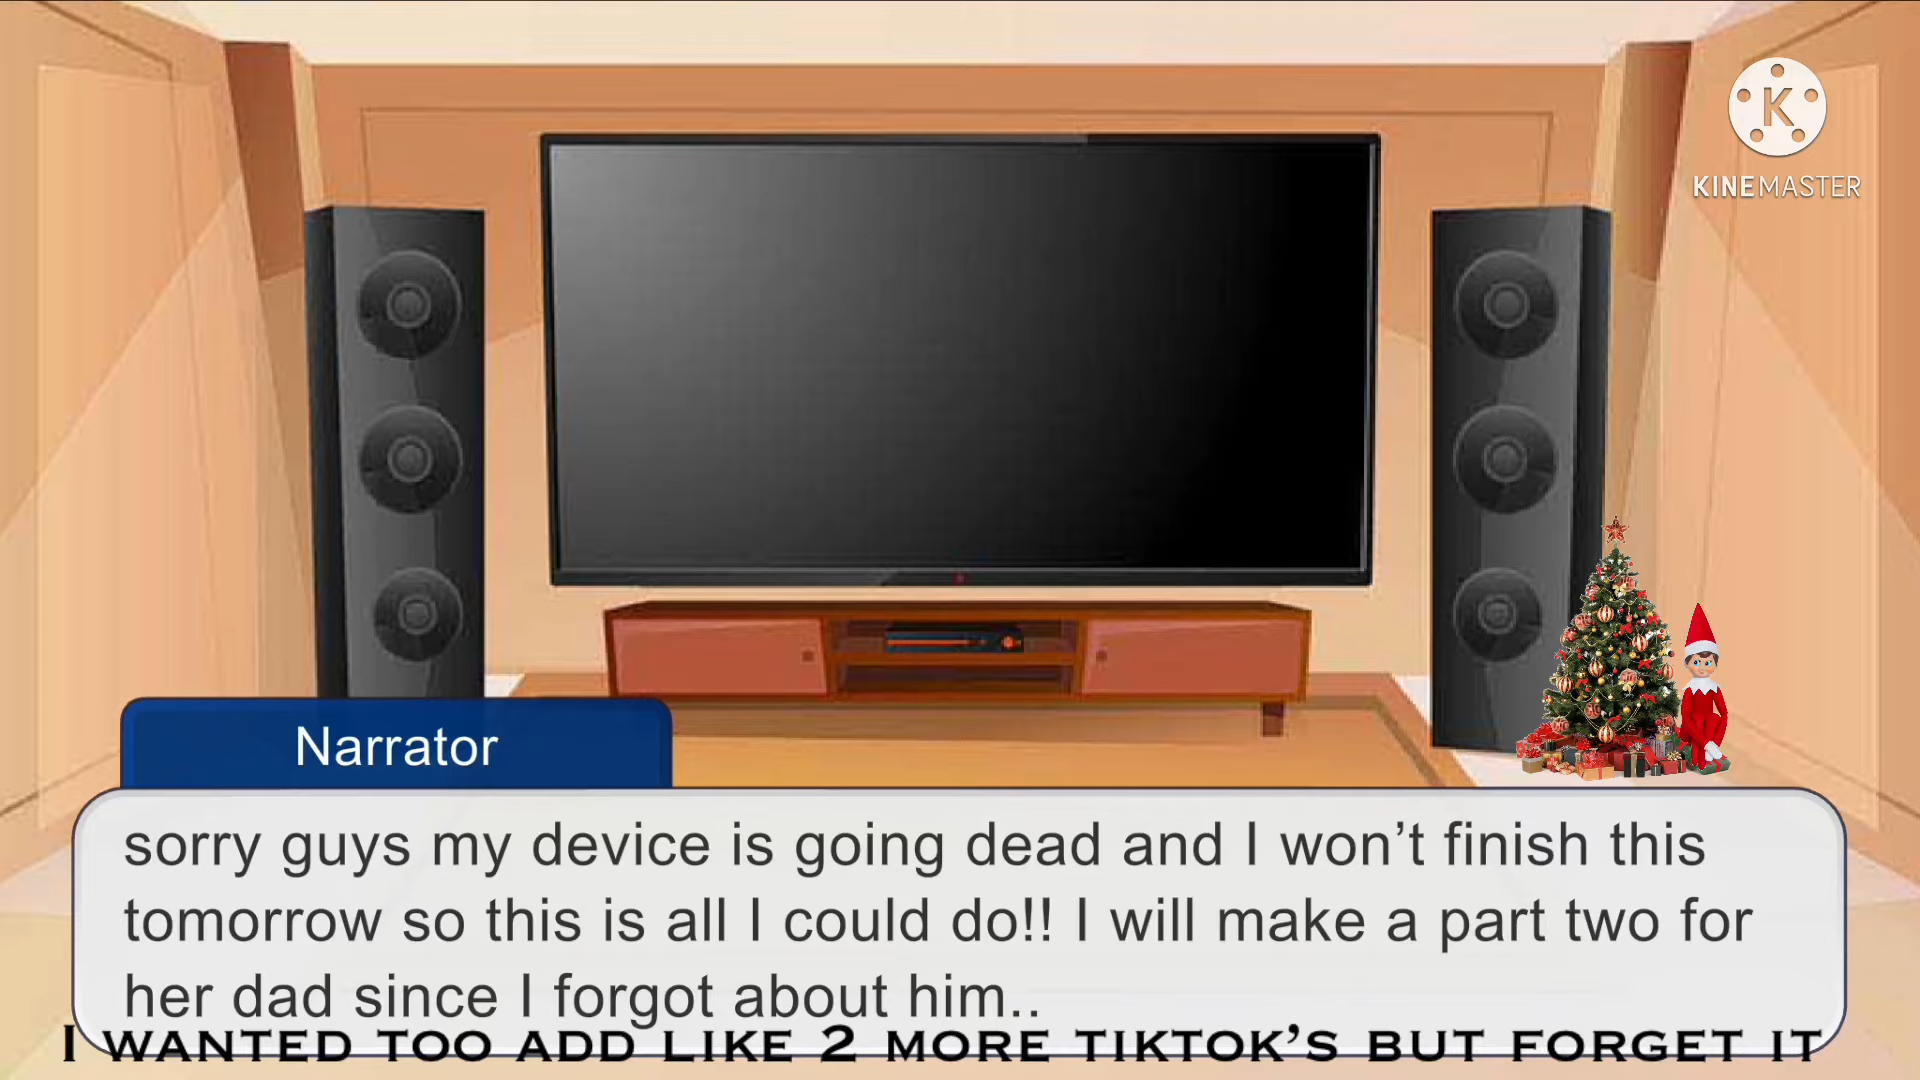 K
KINEMASTER
Narrator
sorry guys my device is going dead and I won’t finish this
tomorrow so this is all I could do!! I will make a part two for
her dad since I forgot about him..
I WANTED TOO ADD LIKE 2 MORE TIKTOK’S BUT FORGET IT